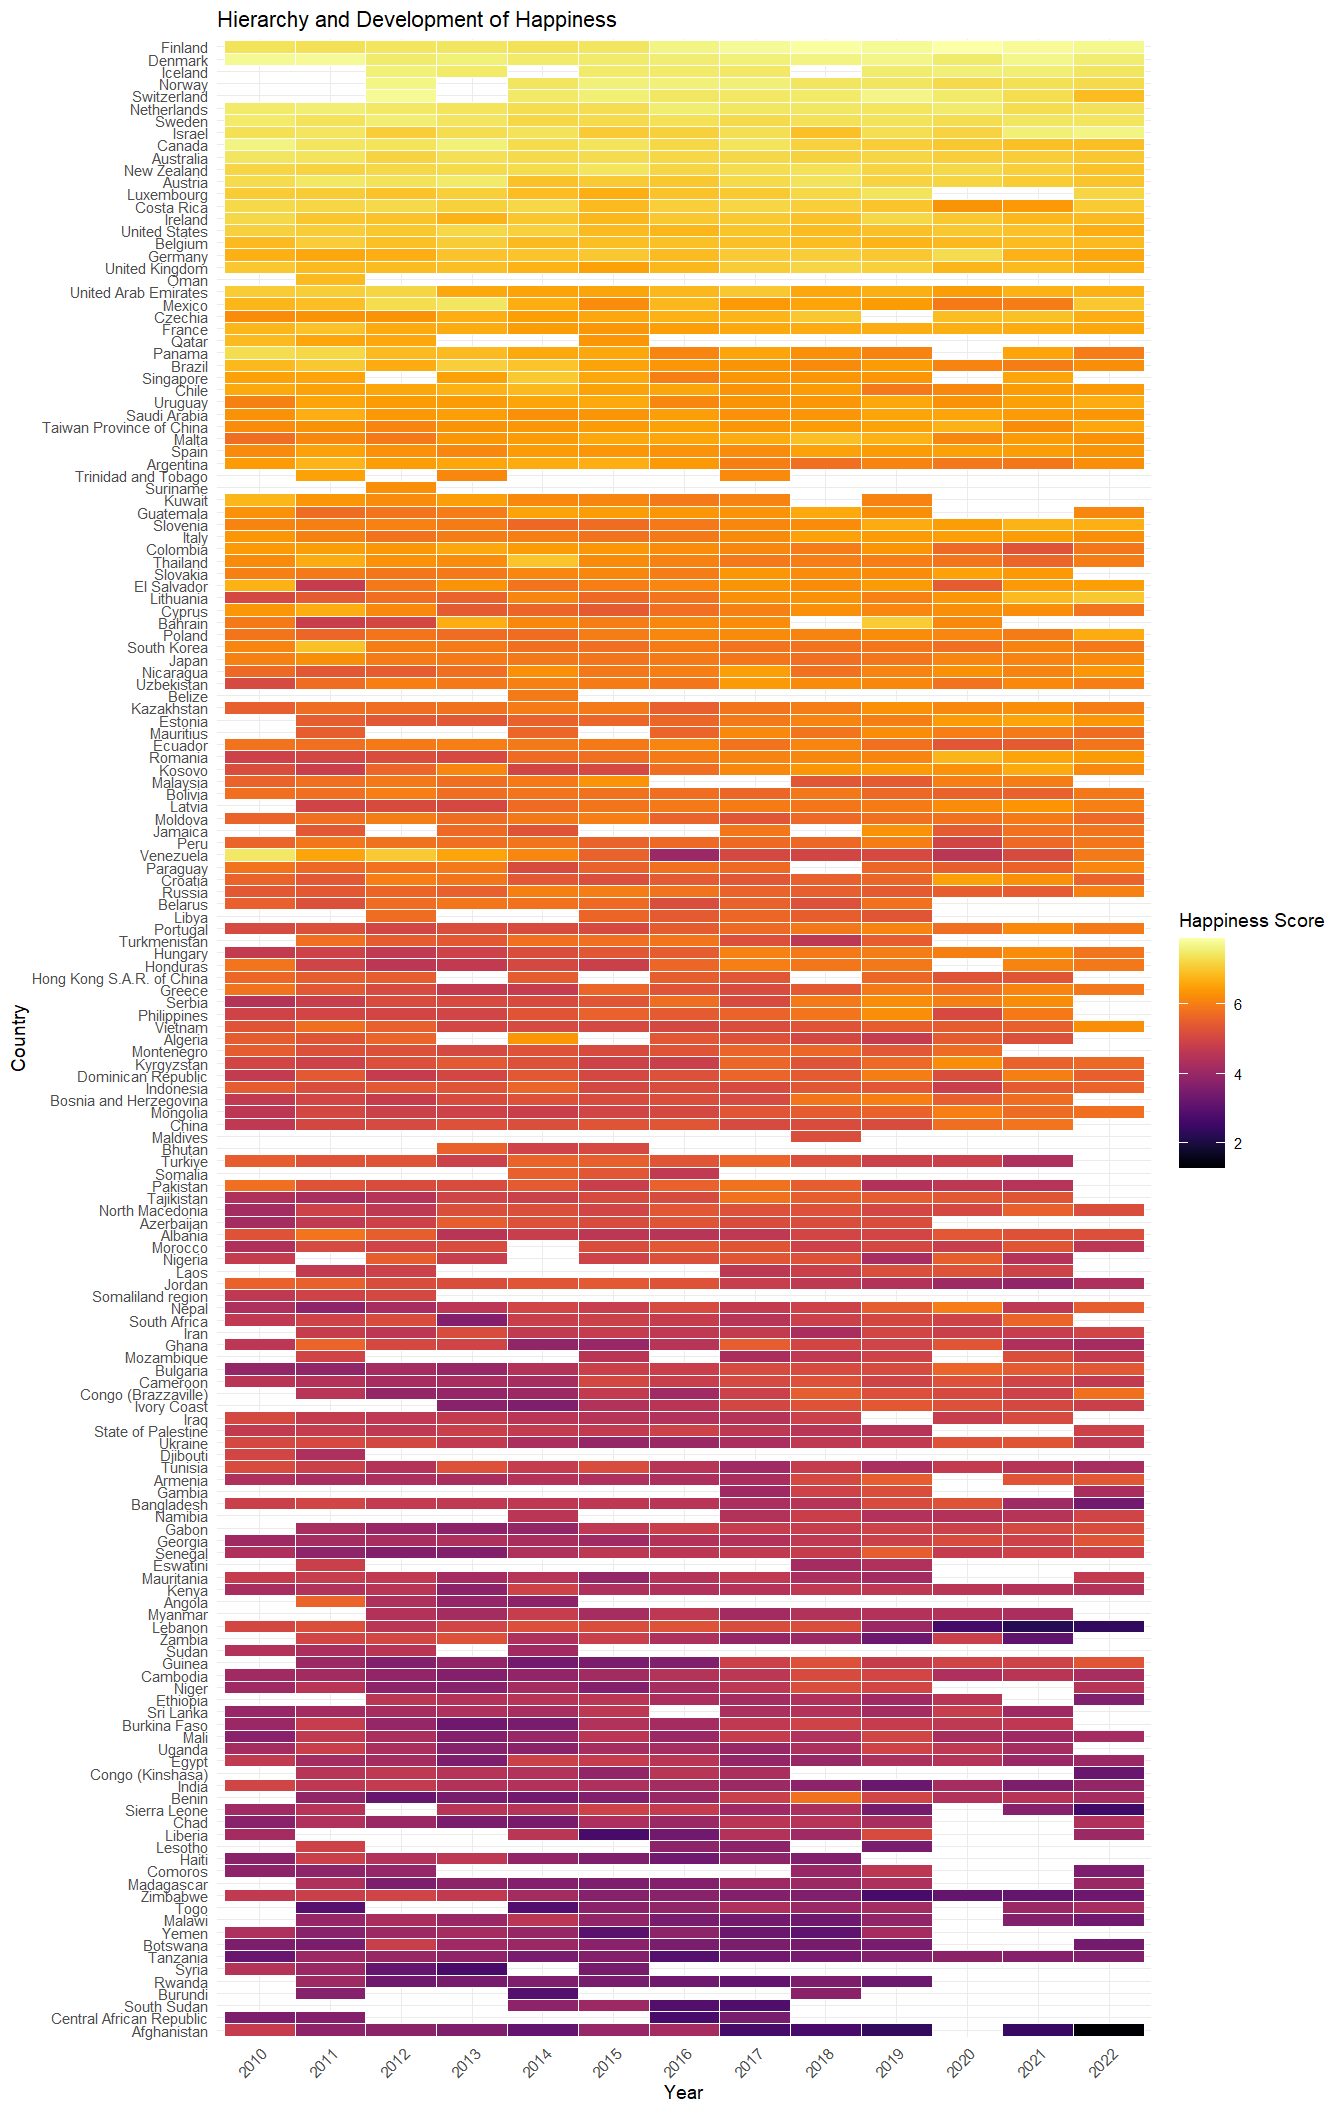 Hierarchy and Development of Happiness
Finland
Denmark
Iceland
Norway
Switzerland
Netherlands
Sweden
Israel
Canada
Australia
New Zealand
Austria
Luxembourg
Costa Rica
Ireland
United States
Belgium
Germany
United Kingdom
Oman
United Arab Emirates
Mexico
Czechia
France
Qatar
Panama
Brazil
Singapore
Chile
Uruguay
Saudi Arabia
Taiwan Province of China
Malta
Spain
Argentina
Trinidad and Tobago
Suriname
Kuwait
Guatemala
Slovenia
Italy
Colombia
Thailand
Slovakia
El Salvador
Lithuania
Cyprus
Bahrain
Poland
South Korea
Japan
Nicaragua
Uzbekistan
Belize
Kazakhstan
Estonia
Mauritius
Ecuador
Romania
Kosovo
Malaysia
Bolivia
Latvia
Moldova
Jamaica
Peru
Venezuela
Paraguay
Croatia
Russia
Belarus
Libya
Portugal
Turkmenistan
Hungary
Honduras
Hong Kong S.A.R. of China
Greece
Serbia
Philippines
Vietnam
Algeria
Montenegro
Kyrgyzstan
Dominican Republic
Indonesia
Bosnia and Herzegovina
Mongolia
China
Maldives
Bhutan
Türkiye
Somalia
Pakistan
Tajikistan
North Macedonia
Azerbaijan
Albania
Morocco
Nigeria
Laos
Jordan
Somaliland region
Nepal
South Africa
Iran
Ghana
Mozambique
Bulgaria
Cameroon
Congo (Brazzaville)
Ivory Coast
Iraq
State of Palestine
Ukraine
Djibouti
Tunisia
Armenia
Gambia
Bangladesh
Namibia
Gabon
Georgia
Senegal
Eswatini
Mauritania
Kenya
Angola
Myanmar
Lebanon
Zambia
Sudan
Guinea
Cambodia
Niger
Ethiopia
Sri Lanka
Burkina Faso
Mali
Uganda
Egypt
Congo (Kinshasa)
India
Benin
Sierra Leone
Chad
Liberia
Lesotho
Haiti
Comoros
Madagascar
Zimbabwe
Togo
Malawi
Yemen
Botswana
Tanzania
Syria
Rwanda
Burundi
South Sudan
Central African Republic
Afghanistan
Country
2010
2011
2012
2013
2014
2015
2016
2017
2018
2019
2020
2021
2022
Year
Happiness Score
6
4
2